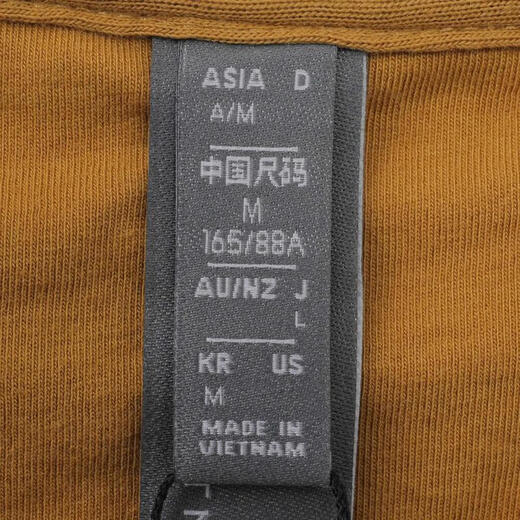 ASIA D
A/M
中国尺码
M
165/88A
AU/NZ J
L
KR US
M
MADE IN
VIETNAM